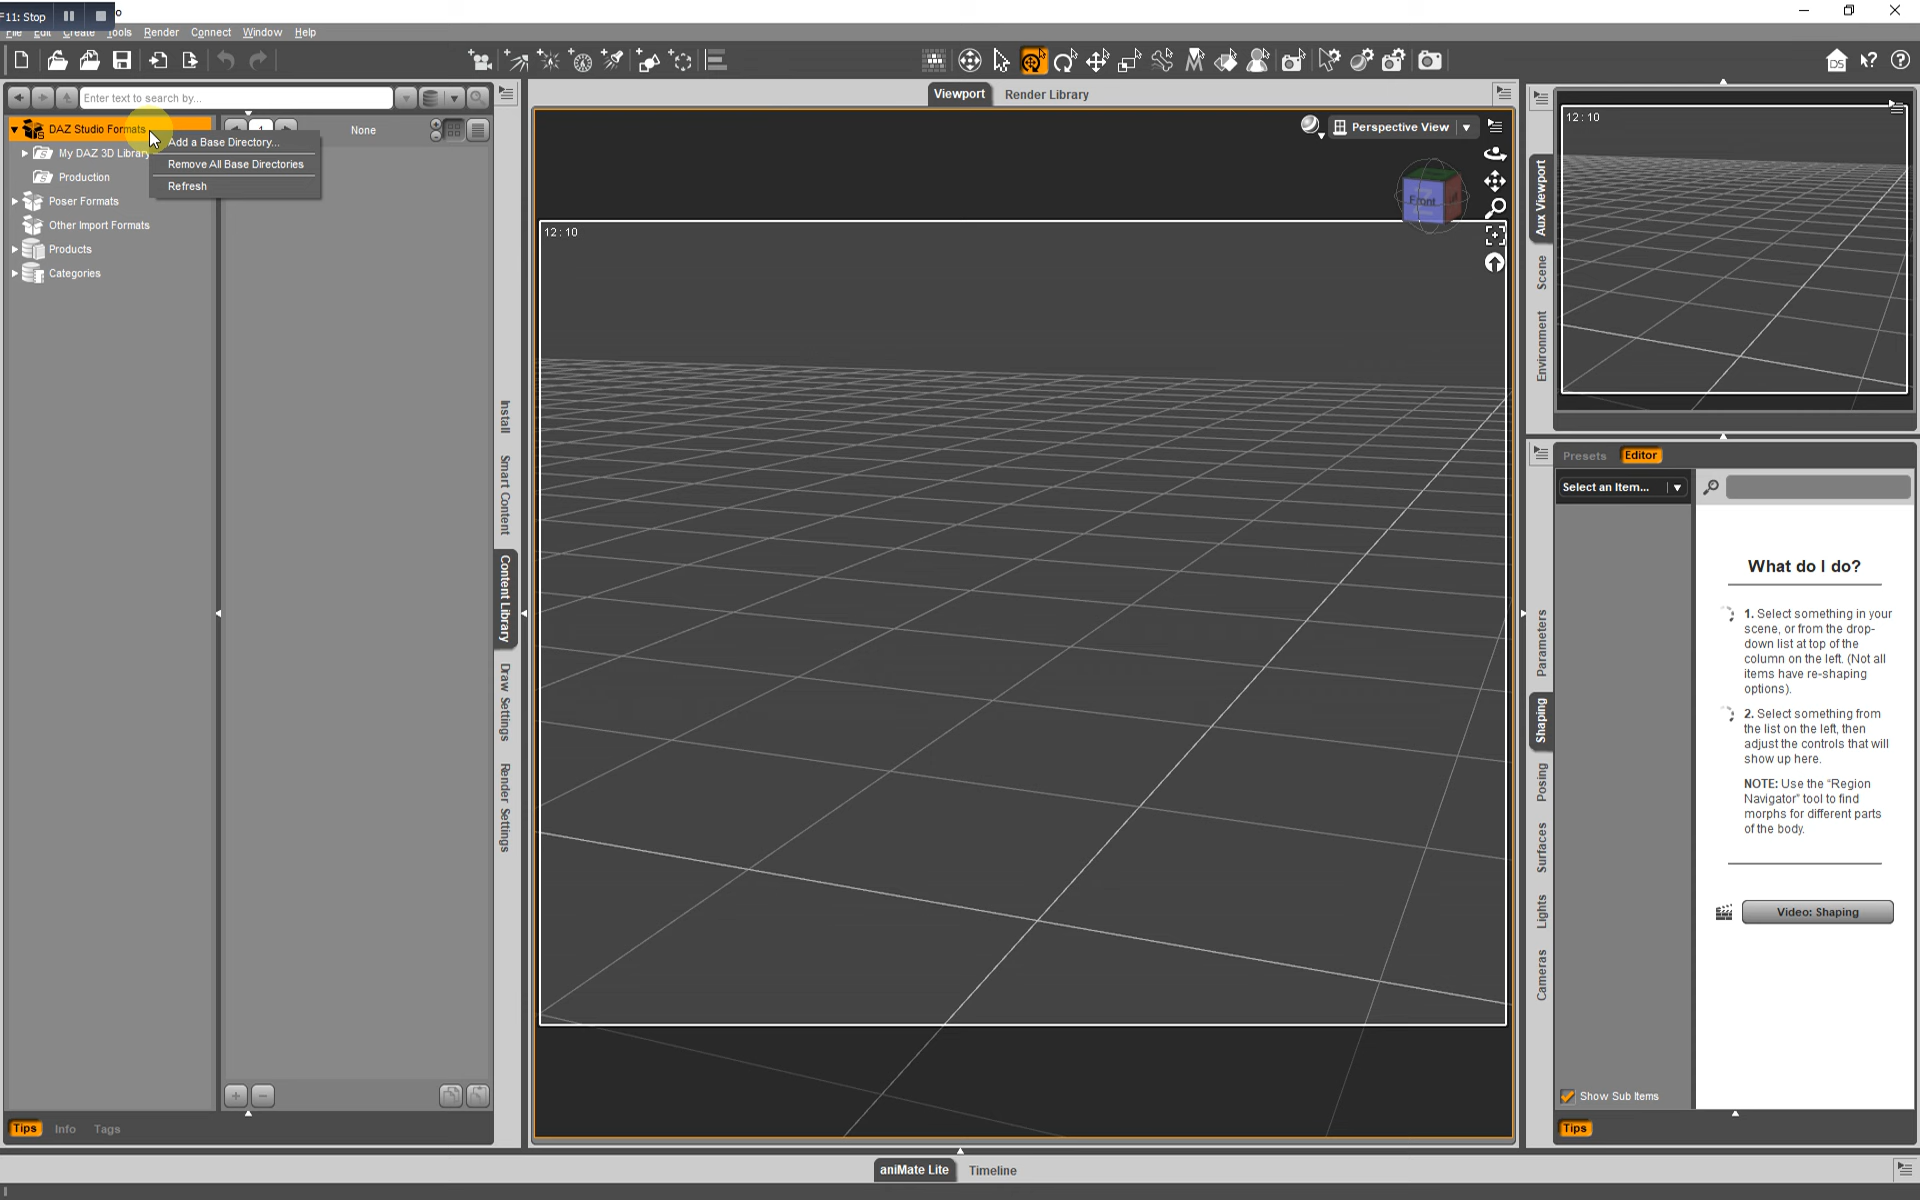 F11: Stop
File Edit Create Tools Render Connect Window Help
Enter text to search by...
Viewport Render Library
DAZ Studio Formats
1
None
Add a Base Directory...
My DAZ 3D Library
Remove All Base Directories
Production
Refresh
Poser Formats
Other Import Formats
Products
Categories
Install
Smart Content
Content Library
Draw Settings
Render Settings
Perspective View
Front
12 : 10
12 : 10
Aux Viewport
Scene
Environment
Presets Editor
Select an Item...
What do I do?
1. Select something in your
scene, or from the drop-
down list at top of the
column on the left. (Not all
items have re-shaping
options).
2. Select something from
the list on the left, then
adjust the controls that will
show up here.
NOTE: Use the "Region
Navigator" tool to find
morphs for different parts
of the body.
Video: Shaping
Parameters
Shaping
Posing
Surfaces
Lights
Cameras
Show Sub Items
Tips Info Tags
Tips
aniMate Lite Timeline